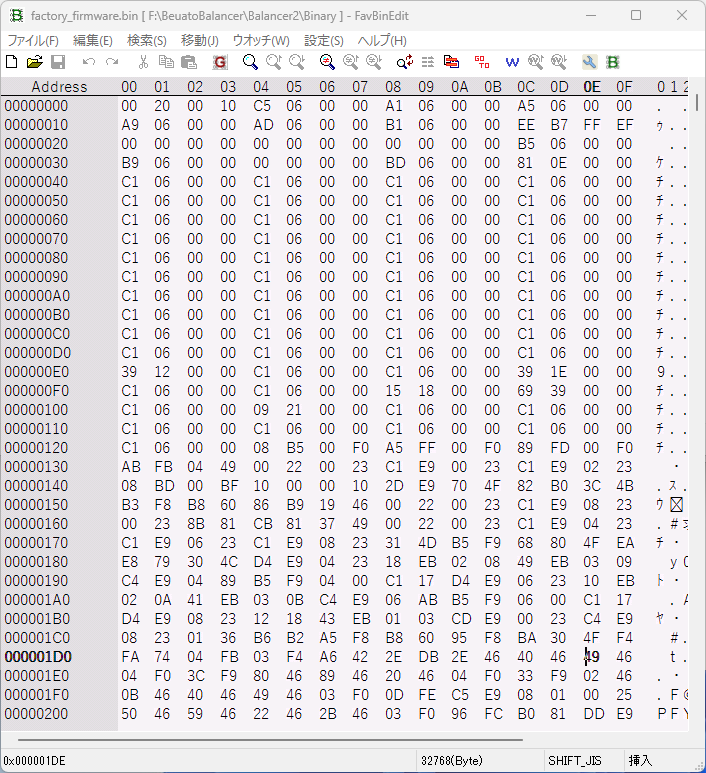 factory_firmware.bin [ F:\BeuatoBalancer\Balancer2\Binary ] - FavBinEdit
ファイル(F) 編集(E) 検索(S) 移動(J) ウオッチ(W) 設定(S) ヘルプ(H)
Address 00 01 02 03 04 05 06 07 08 09 0A 0B 0C 0D 0E 0F 0 1 2
00000000 00 20 00 10 C5 06 00 00 A1 06 00 00 A5 06 00 00 . .
00000010 A9 06 00 00 AD 06 00 00 B1 06 00 00 EE B7 FF EF ゥ . .
00000020 00 00 00 00 00 00 00 00 00 00 00 00 B5 06 00 00 . .
00000030 B9 06 00 00 00 00 00 00 BD 06 00 00 81 0E 00 00 ケ . .
00000040 C1 06 00 00 C1 06 00 00 C1 06 00 00 C1 06 00 00 チ . .
00000050 C1 06 00 00 C1 06 00 00 C1 06 00 00 C1 06 00 00 チ . .
00000060 C1 06 00 00 C1 06 00 00 C1 06 00 00 C1 06 00 00 チ . .
00000070 C1 06 00 00 C1 06 00 00 C1 06 00 00 C1 06 00 00 チ . .
00000080 C1 06 00 00 C1 06 00 00 C1 06 00 00 C1 06 00 00 チ . .
00000090 C1 06 00 00 C1 06 00 00 C1 06 00 00 C1 06 00 00 チ . .
000000A0 C1 06 00 00 C1 06 00 00 C1 06 00 00 C1 06 00 00 チ . .
000000B0 C1 06 00 00 C1 06 00 00 C1 06 00 00 C1 06 00 00 チ . .
000000C0 C1 06 00 00 C1 06 00 00 C1 06 00 00 C1 06 00 00 チ . .
000000D0 C1 06 00 00 C1 06 00 00 C1 06 00 00 C1 06 00 00 チ . .
000000E0 39 12 00 00 C1 06 00 00 C1 06 00 00 39 1E 00 00 9 . .
000000F0 C1 06 00 00 C1 06 00 00 15 18 00 00 69 39 00 00 チ . .
00000100 C1 06 00 00 09 21 00 00 C1 06 00 00 C1 06 00 00 チ . .
00000110 C1 06 00 00 C1 06 00 00 C1 06 00 00 C1 06 00 00 チ . .
00000120 C1 06 00 00 08 B5 00 F0 A5 FF 00 F0 89 FD 00 F0 チ . .
00000130 AB FB 04 49 00 22 00 23 C1 E9 00 23 C1 E9 02 23 ・
00000140 08 BD 00 BF 10 00 00 10 2D E9 70 4F 82 B0 3C 4B . ス .
00000150 B3 F8 B8 60 86 B9 19 46 00 22 00 23 C1 E9 08 23 ウ
00000160 00 23 8B 81 CB 81 37 49 00 22 00 23 C1 E9 04 23 . #
00000170 C1 E9 06 23 C1 E9 08 23 31 4D B5 F9 68 80 4F EA チ ・
00000180 E8 79 30 4C D4 E9 04 23 18 EB 02 08 49 EB 03 09 y 0
00000190 C4 E9 04 89 B5 F9 04 00 C1 17 D4 E9 06 23 10 EB ト ・
000001A0 02 0A 41 EB 03 0B C4 E9 06 AB B5 F9 06 00 C1 17 . A
000001B0 D4 E9 08 23 12 18 43 EB 01 03 CD E9 00 23 C4 E9 ヤ ・
000001C0 08 23 01 36 B6 B2 A5 F8 B8 60 95 F8 BA 30 4F F4 . # .
000001D0 FA 74 04 FB 03 F4 A6 42 2E DB 2E 46 40 46 49 46 t .
000001E0 04 F0 3C F9 80 46 89 46 20 46 04 F0 33 F9 02 46 . ・
000001F0 0B 46 40 46 49 46 03 F0 0D FE C5 E9 08 01 00 25 . F @
00000200 50 46 59 46 22 46 2B 46 03 F0 96 FC B0 81 DD E9 P F Y
0x000001DE 32768(Byte) SHIFT_JIS 挿入